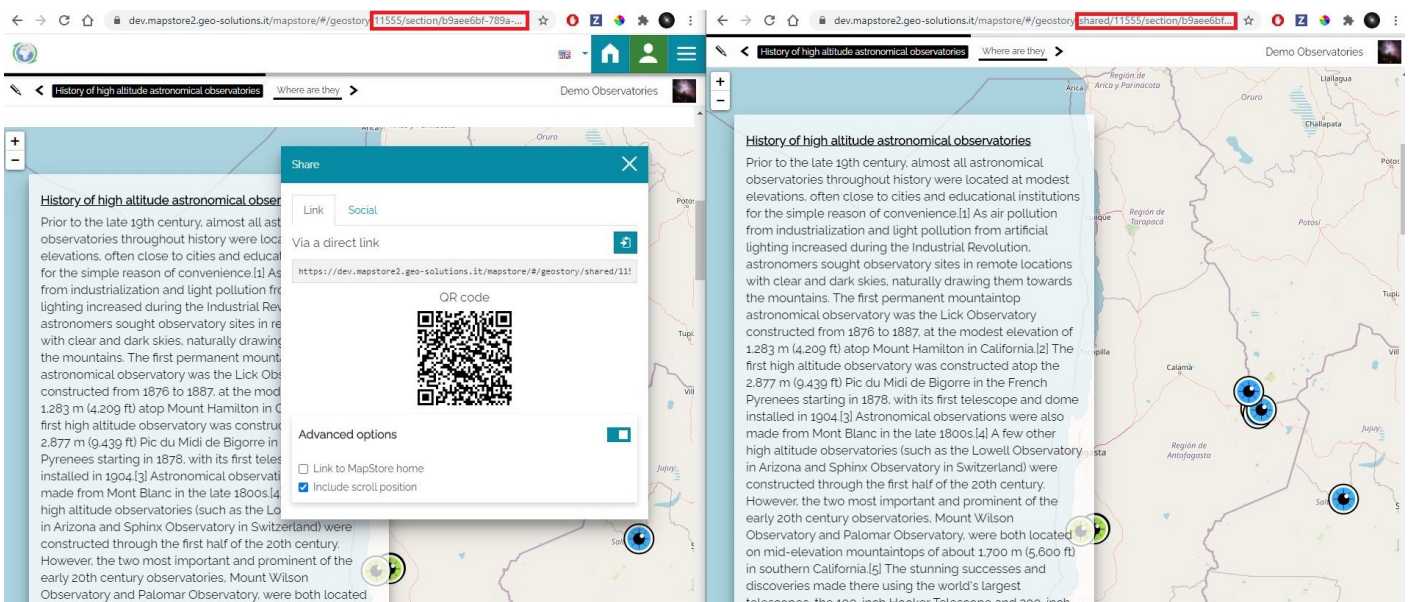 dev.mapstore2.geo-solutions.it/mapstore/#/geostory/11555/section/b9aee6bf-789a-...
History of high altitude astronomical observatories
Where are they
Demo Observatories
+
−
Oruro
History of high altitude obser
Prior to the late 19th century, almost all ast
observatories throughout history were loca
elevations, often close to cities and educat
for the simple reason of convenience.[1] As
from industrialization and light pollution fro
lighting increased during the Industrial Rev
astronomers sought observatory sites in re
with clear and dark skies, naturally drawing
the mountains. The first permanent mounta
astronomical observatory was the Lick Obs
constructed from 1876 to 1887, at the mod
1,283 m (4,209 ft) atop Mount Hamilton in C
first high altitude observatory was construc
2,877 m (9,439 ft) Pic du Midi de Bigorre in
Pyrenees starting in 1878, with its first teles
installed in 1904.[3] Astronomical observati
made from Mont Blanc in the late 1800s.[4]
high altitude observatories (such as the Lo
in Arizona and Sphinx Observatory in Switzerland) were
constructed through the first half of the 20th century.
However, the two most important and prominent of the
early 20th century observatories, Mount Wilson
Observatory and Palomar Observatory, were both located
Share
Link
Social
Via a direct link
https://dev.mapstore2.geo-solutions.it/mapstore/#/geostory/shared/115
QR code
Advanced options
Link to MapStore home
Include scroll position
Jujuy
dev.mapstore2.geo-solutions.it/mapstore/#/geostory/shared/11555/section/b9aee6bf...
History of high altitude astronomical observatories
Where are they
Demo Observatories
+
−
Región de
Arica y Parinacota
Arica
Llallagua
Oruro
Challapata
History of high altitude astronomical observatories
Prior to the late 19th century, almost all astronomical
observatories throughout history were located at modest
elevations, often close to cities and educational institutions
for the simple reason of convenience.[1] As air pollution
from industrialization and light pollution from artificial
lighting increased during the Industrial Revolution,
astronomers sought observatory sites in remote locations
with clear and dark skies, naturally drawing them towards
the mountains. The first permanent mountaintop
astronomical observatory was the Lick Observatory
constructed from 1876 to 1887, at the modest elevation of
1,283 m (4,209 ft) atop Mount Hamilton in California.[2] The
first high altitude observatory was constructed atop the
2,877 m (9,439 ft) Pic du Midi de Bigorre in the French
Pyrenees starting in 1878, with its first telescope and dome
installed in 1904.[3] Astronomical observations were also
made from Mont Blanc in the late 1800s.[4] A few other
high altitude observatories (such as the Lowell Observatory
in Arizona and Sphinx Observatory in Switzerland) were
constructed through the first half of the 20th century.
However, the two most important and prominent of the
early 20th century observatories, Mount Wilson
Observatory and Palomar Observatory, were both located
on mid-elevation mountaintops of about 1,700 m (5,600 ft)
in southern California.[5] The stunning successes and
discoveries made there using the world's largest
telescopes, the 100-inch Hooker Telescope and 200-inch
Región de
Tarapacá
Potosí
Calama
Región de
Antofagasta
Jujuy